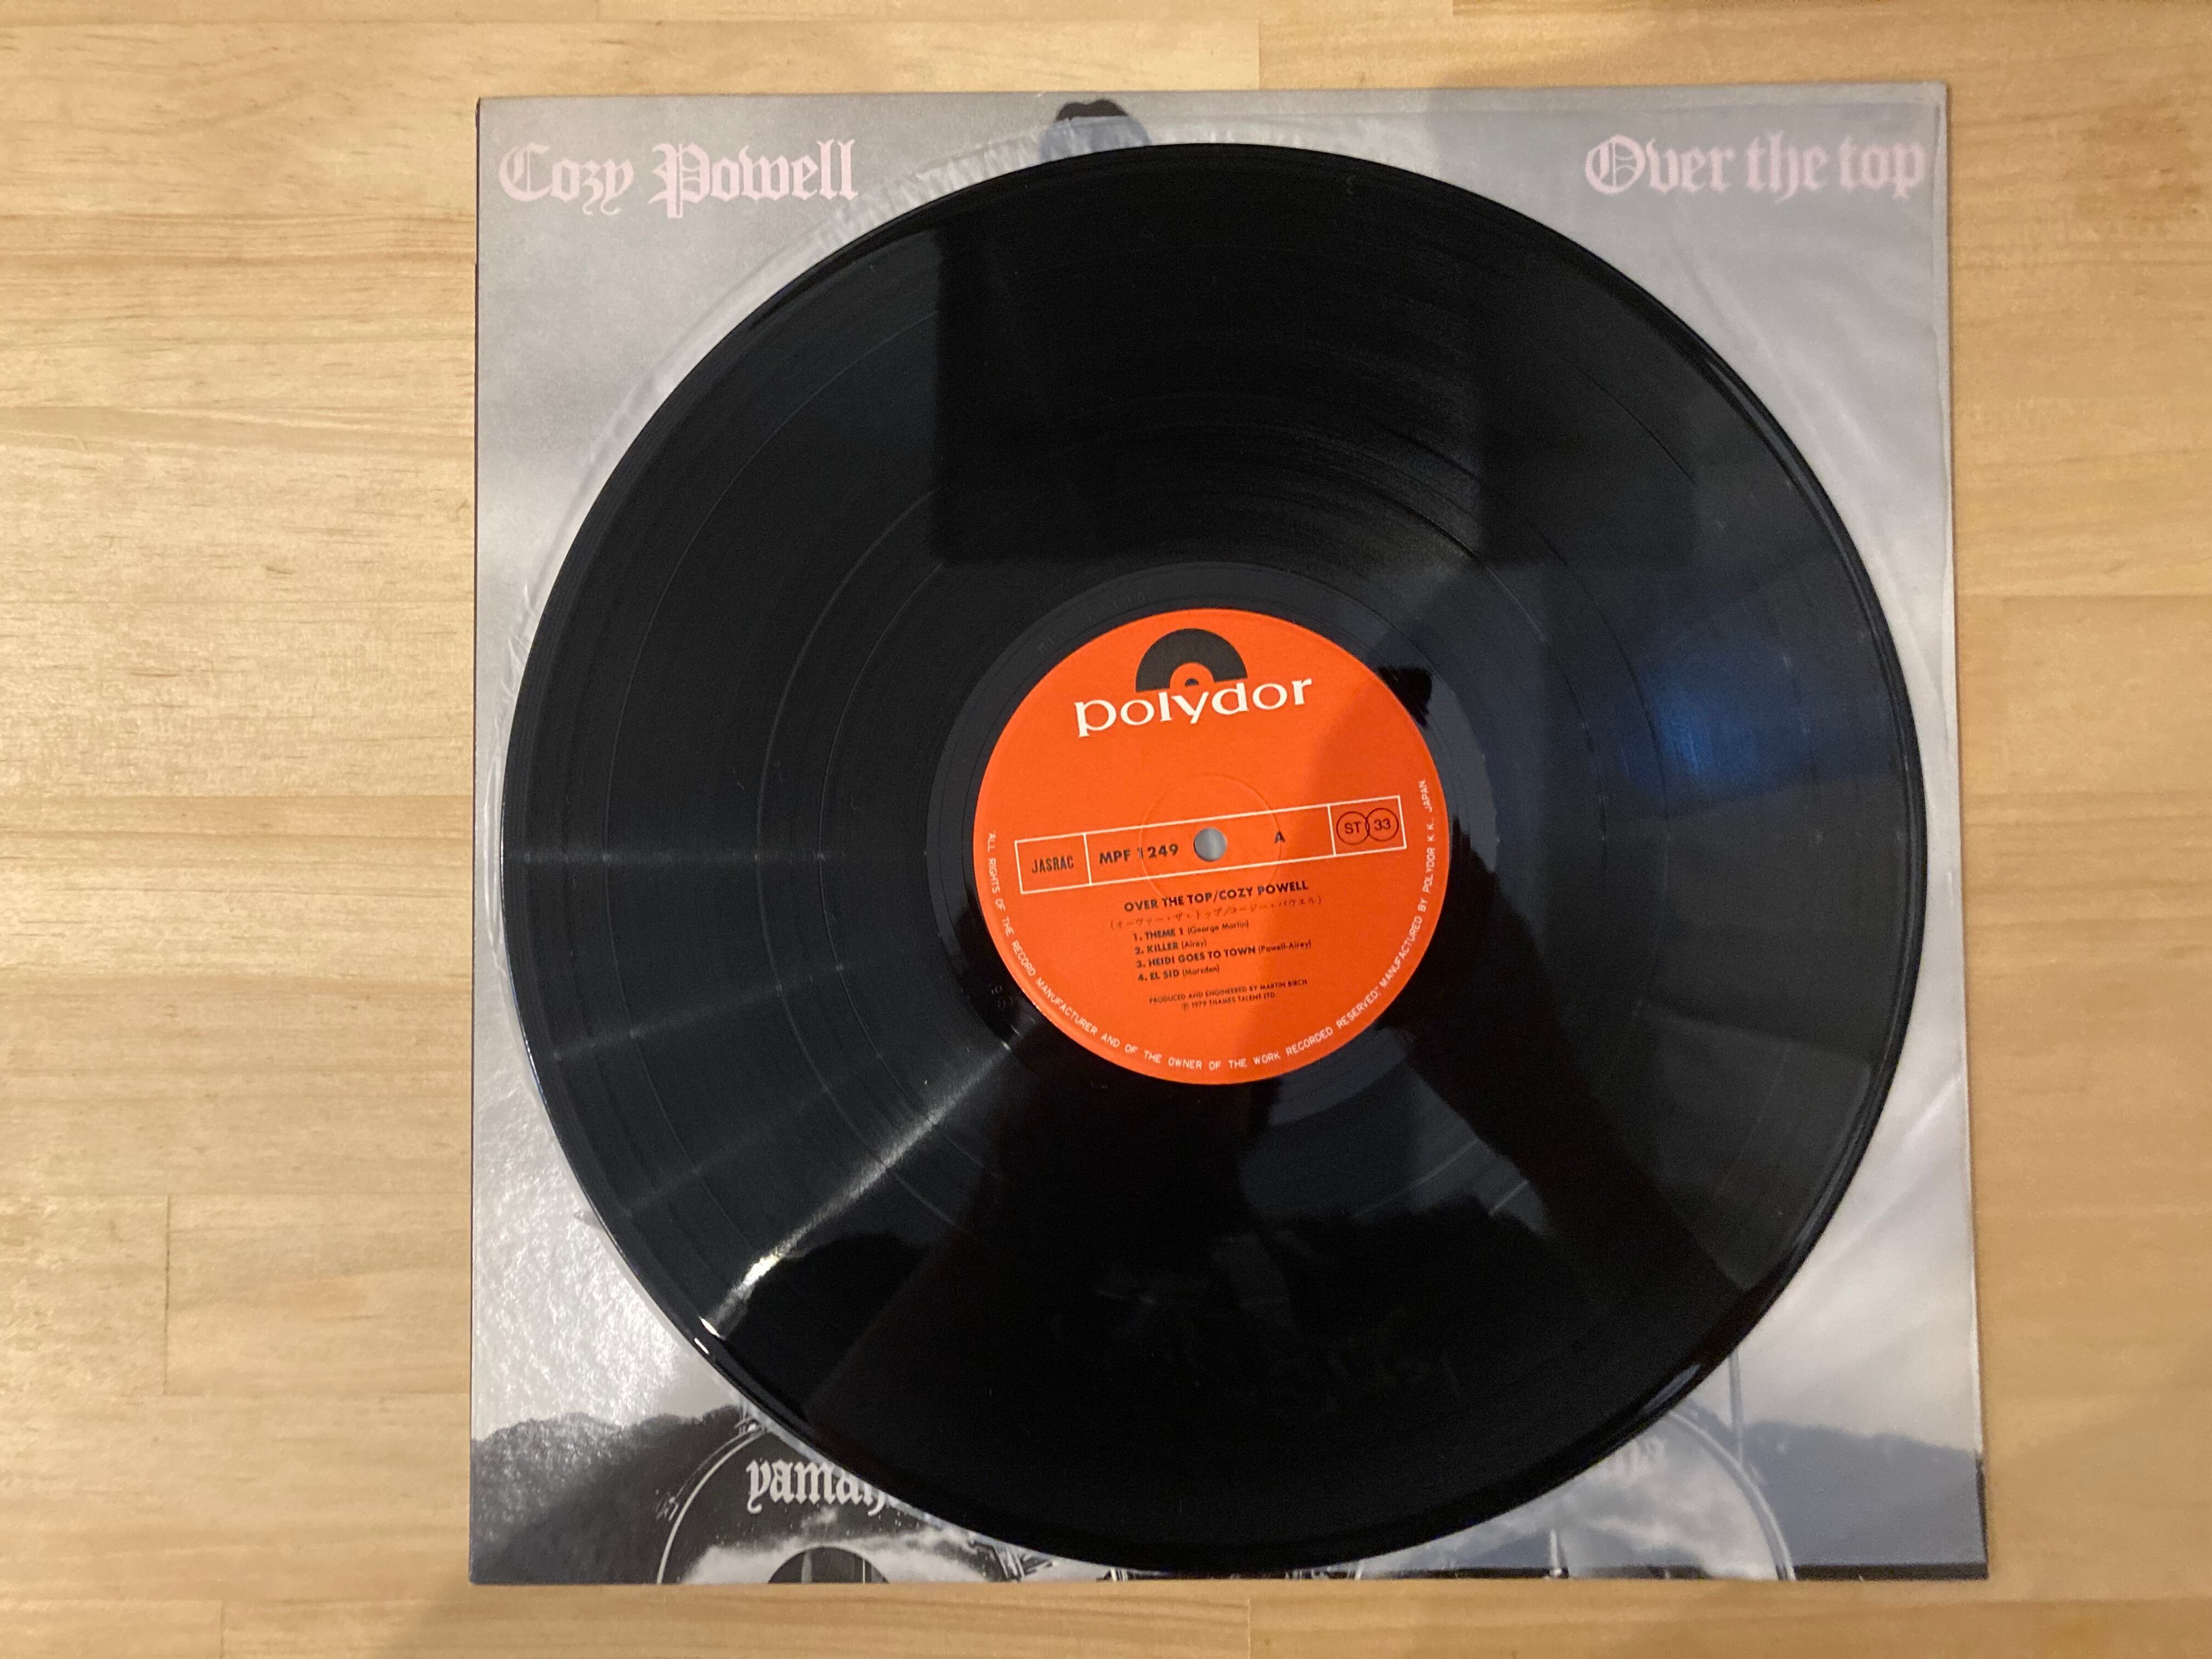 Cozy Powell
Over the top
polydor
JASRAC
MPF 1249
A
ST 33
OVER THE TOP/COZY POWELL
(オーヴァー・ザ・トップ/コージー・パウエル)
1. THEME 1 (George Martin)
2. KILLER (Airey)
3. HEIDI GOES TO TOWN (Powell-Airey)
4. EL SID (Marsden)
PRODUCED AND ENGINEERED BY MARTIN BIRCH
℗ 1979 THAMES TALENT LTD.
"ALL RIGHTS OF THE RECORD MANUFACTURER AND OF THE OWNER OF THE WORK RECORDED RESERVED." MANUFACTURED BY POLYDOR K.K. JAPAN.